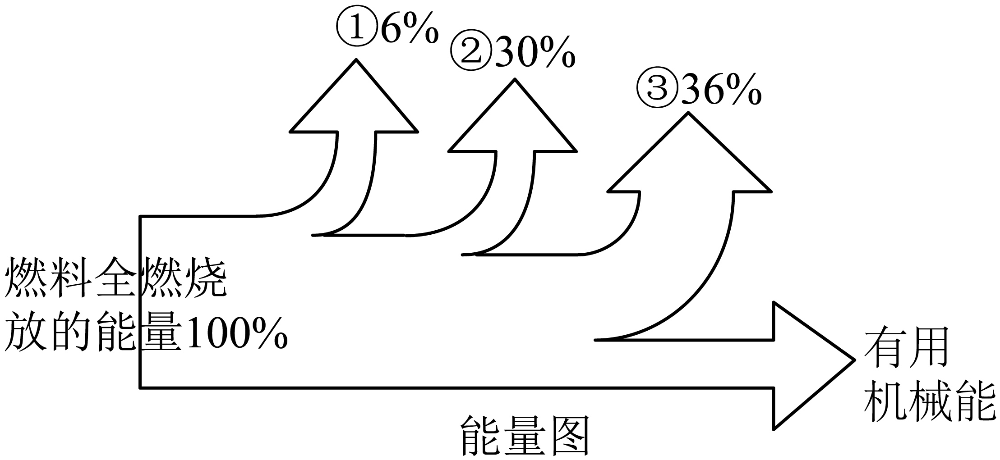 ①6%
②30%
③36%
燃料全燃烧
放的能量100%
有用
机械能
能量图